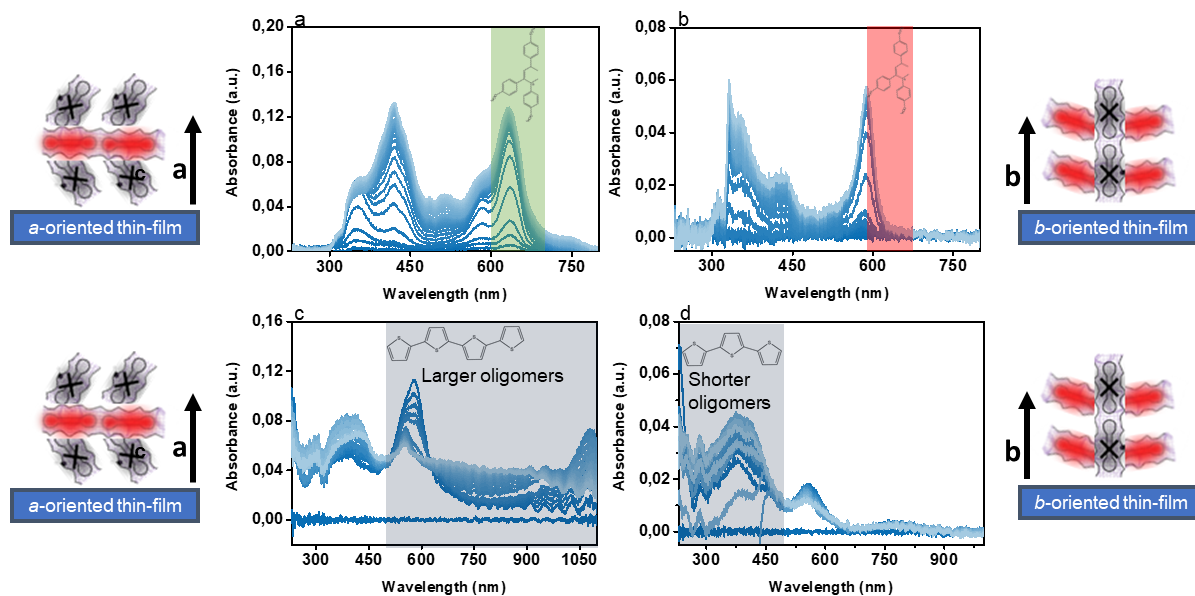 a
0,20
0,16
0,12
0,08
0,04
0,00
300
450
600
750
Absorbance (a.u.)
Wavelength (nm)
b
0,08
0,06
0,04
0,02
0,00
300
450
600
750
Absorbance (a.u.)
Wavelength (nm)
c
a
a-oriented thin-film
b
b-oriented thin-film
c
0,16
0,12
0,08
0,04
0,00
300
450
600
750
900
1050
Absorbance (a.u.)
Wavelength (nm)
S
S
S
S
Larger oligomers
d
0,08
0,06
0,04
0,02
0,00
300
450
600
750
900
Absorbance (a.u.)
Wavelength (nm)
S
S
S
Shorter
oligomers
c
a
a-oriented thin-film
b
b-oriented thin-film